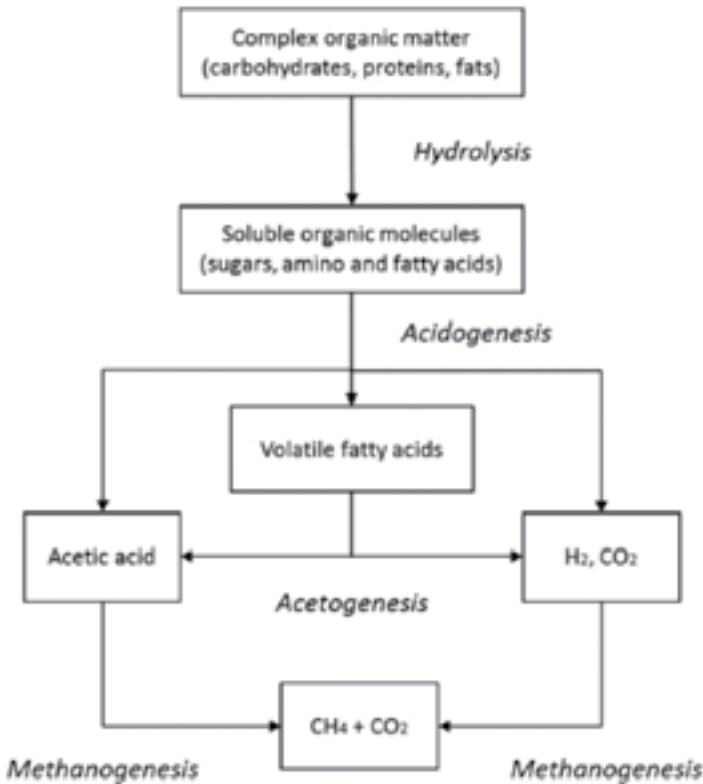 Complex organic matter
(carbohydrates, proteins, fats)
Hydrolysis
Soluble organic molecules
(sugars, amino and fatty acids)
Acidogenesis
Volatile fatty acids
Acetic acid
H₂, CO₂
Acetogenesis
CH₄ + CO₂
Methanogenesis
Methanogenesis